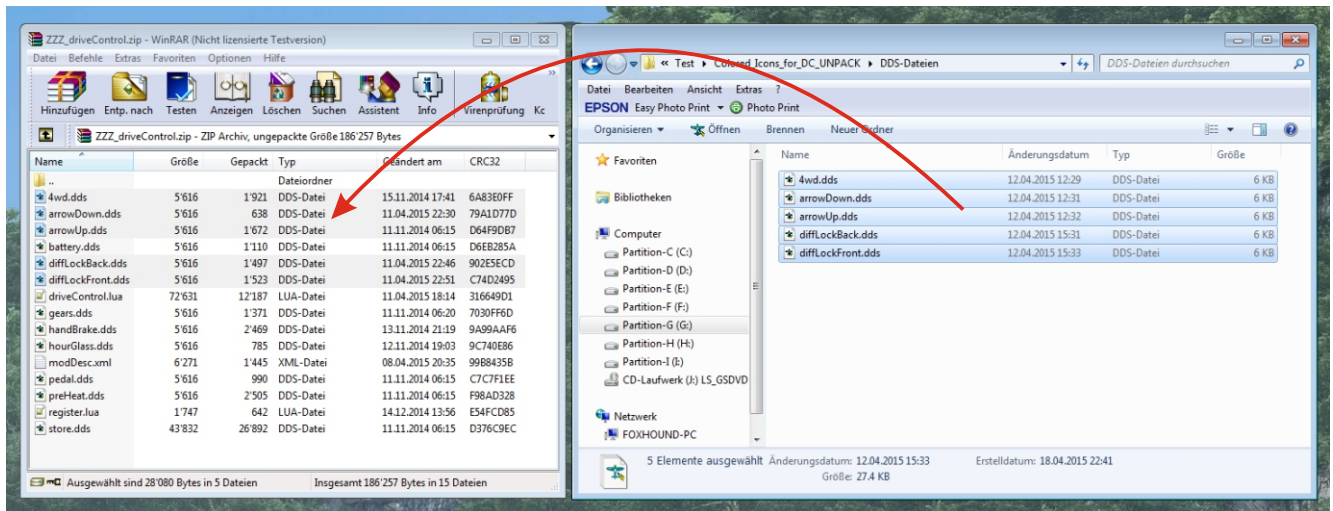 ZZZ_driveControl.zip - WinRAR (Nicht lizensierte Testversion)
Datei Befehle Extras Favoriten Optionen Hilfe
Hinzufügen Entp. nach Testen Anzeigen Löschen Suchen Assistent Info Virenprüfung Kc
ZZZ_driveControl.zip - ZIP Archiv, ungepackte Größe 186'257 Bytes
Name Größe Gepackt Typ Geändert am CRC32
.. Dateiordner
4wd.dds 5'616 1'921 DDS-Datei 15.11.2014 17:41 6A83E0FF
arrowDown.dds 5'616 638 DDS-Datei 11.04.2015 22:30 79A1D77D
arrowUp.dds 5'616 1'672 DDS-Datei 11.11.2014 06:15 D64F9DB7
battery.dds 5'616 1'110 DDS-Datei 11.11.2014 06:15 D6EB285A
diffLockBack.dds 5'616 1'497 DDS-Datei 11.04.2015 22:46 902E5ECD
diffLockFront.dds 5'616 1'523 DDS-Datei 11.04.2015 22:51 C74D2495
driveControl.lua 72'631 12'187 LUA-Datei 11.04.2015 18:14 316649D1
gears.dds 5'616 1'371 DDS-Datei 11.11.2014 06:20 7030FF6D
handBrake.dds 5'616 2'469 DDS-Datei 13.11.2014 21:19 9A99AAF6
hourGlass.dds 5'616 785 DDS-Datei 12.11.2014 19:03 9C740E86
modDesc.xml 6'271 1'445 XML-Datei 08.04.2015 20:35 99B8435B
pedal.dds 5'616 990 DDS-Datei 11.11.2014 06:15 C7C7F1EE
preHeat.dds 5'616 2'505 DDS-Datei 11.11.2014 06:15 F98AD328
register.lua 1'747 642 LUA-Datei 14.12.2014 13:56 E54FCD85
store.dds 43'832 26'892 DDS-Datei 11.11.2014 06:15 D376C9EC
Ausgewählt sind 28'080 Bytes in 5 Dateien Insgesamt 186'257 Bytes in 15 Dateien
« Test Colored Icons_for_DC_UNPACK DDS-Dateien DDS-Dateien durchsuchen
Datei Bearbeiten Ansicht Extras ?
EPSON Easy Photo Print Photo Print
Organisieren Öffnen Brennen Neuer Ordner
Favoriten
Bibliotheken
Computer
Partition-C (C:)
Partition-D (D:)
Partition-E (E:)
Partition-F (F:)
Partition-G (G:)
Partition-H (H:)
Partition-I (I:)
CD-Laufwerk (J:) LS_GSDVD
Netzwerk
FOXHOUND-PC
Name Änderungsdatum Typ Größe
4wd.dds 12.04.2015 12:29 DDS-Datei 6 KB
arrowDown.dds 12.04.2015 12:31 DDS-Datei 6 KB
arrowUp.dds 12.04.2015 12:32 DDS-Datei 6 KB
diffLockBack.dds 12.04.2015 15:31 DDS-Datei 6 KB
diffLockFront.dds 12.04.2015 15:33 DDS-Datei 6 KB
5 Elemente ausgewählt Änderungsdatum: 12.04.2015 15:33 Erstelldatum: 18.04.2015 22:41
Größe: 27.4 KB